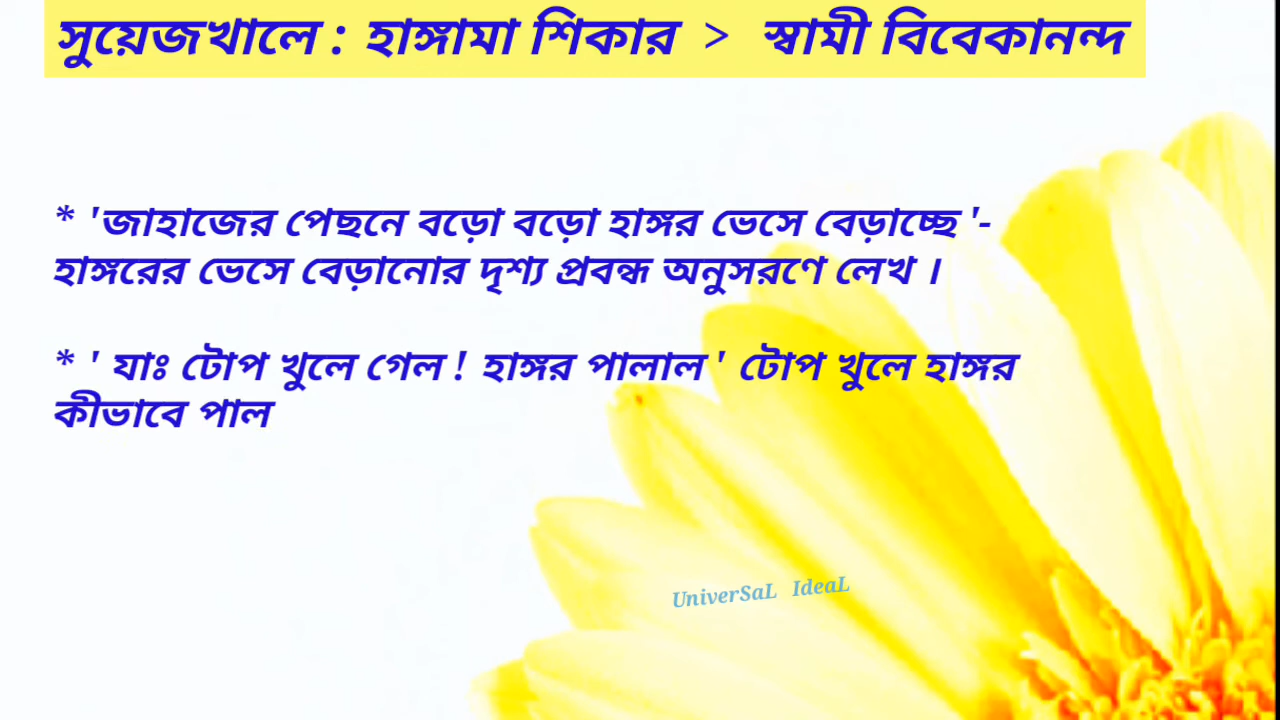 সুয়েজখালে : হাঙ্গামা শিকার > স্বামী বিবেকানন্দ
* 'জাহাজের পেছনে বড়ো বড়ো হাঙ্গর ভেসে বেড়াচ্ছে '-
হাঙ্গরের ভেসে বেড়ানোর দৃশ্য প্রবন্ধ অনুসরণে লেখ ।
* ' যাঃ টোপ খুলে গেল ! হাঙ্গর পালাল ' টোপ খুলে হাঙ্গর
কীভাবে পাল
UniverSaL IdeaL